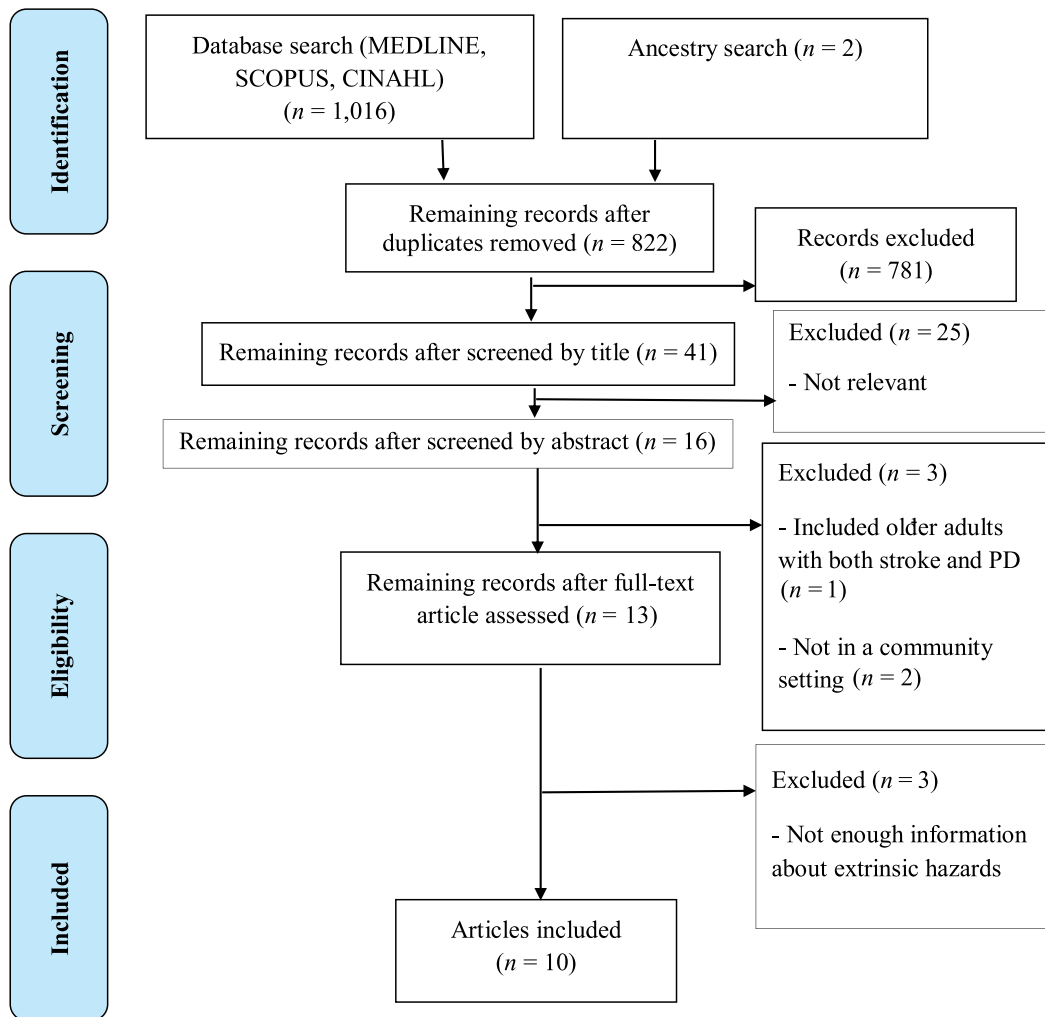 Identification
Database search (MEDLINE,
SCOPUS, CINAHL)
(n = 1,016)
Ancestry search (n = 2)
Remaining records after
duplicates removed (n = 822)
Records excluded
(n = 781)
Screening
Remaining records after screened by title (n = 41)
Excluded (n = 25)
- Not relevant
Remaining records after screened by abstract (n = 16)
Excluded (n = 3)
- Included older adults
with both stroke and PD
(n = 1)
- Not in a community
setting (n = 2)
Eligibility
Remaining records after full-text
article assessed (n = 13)
Excluded (n = 3)
- Not enough information
about extrinsic hazards
Included
Articles included
(n = 10)